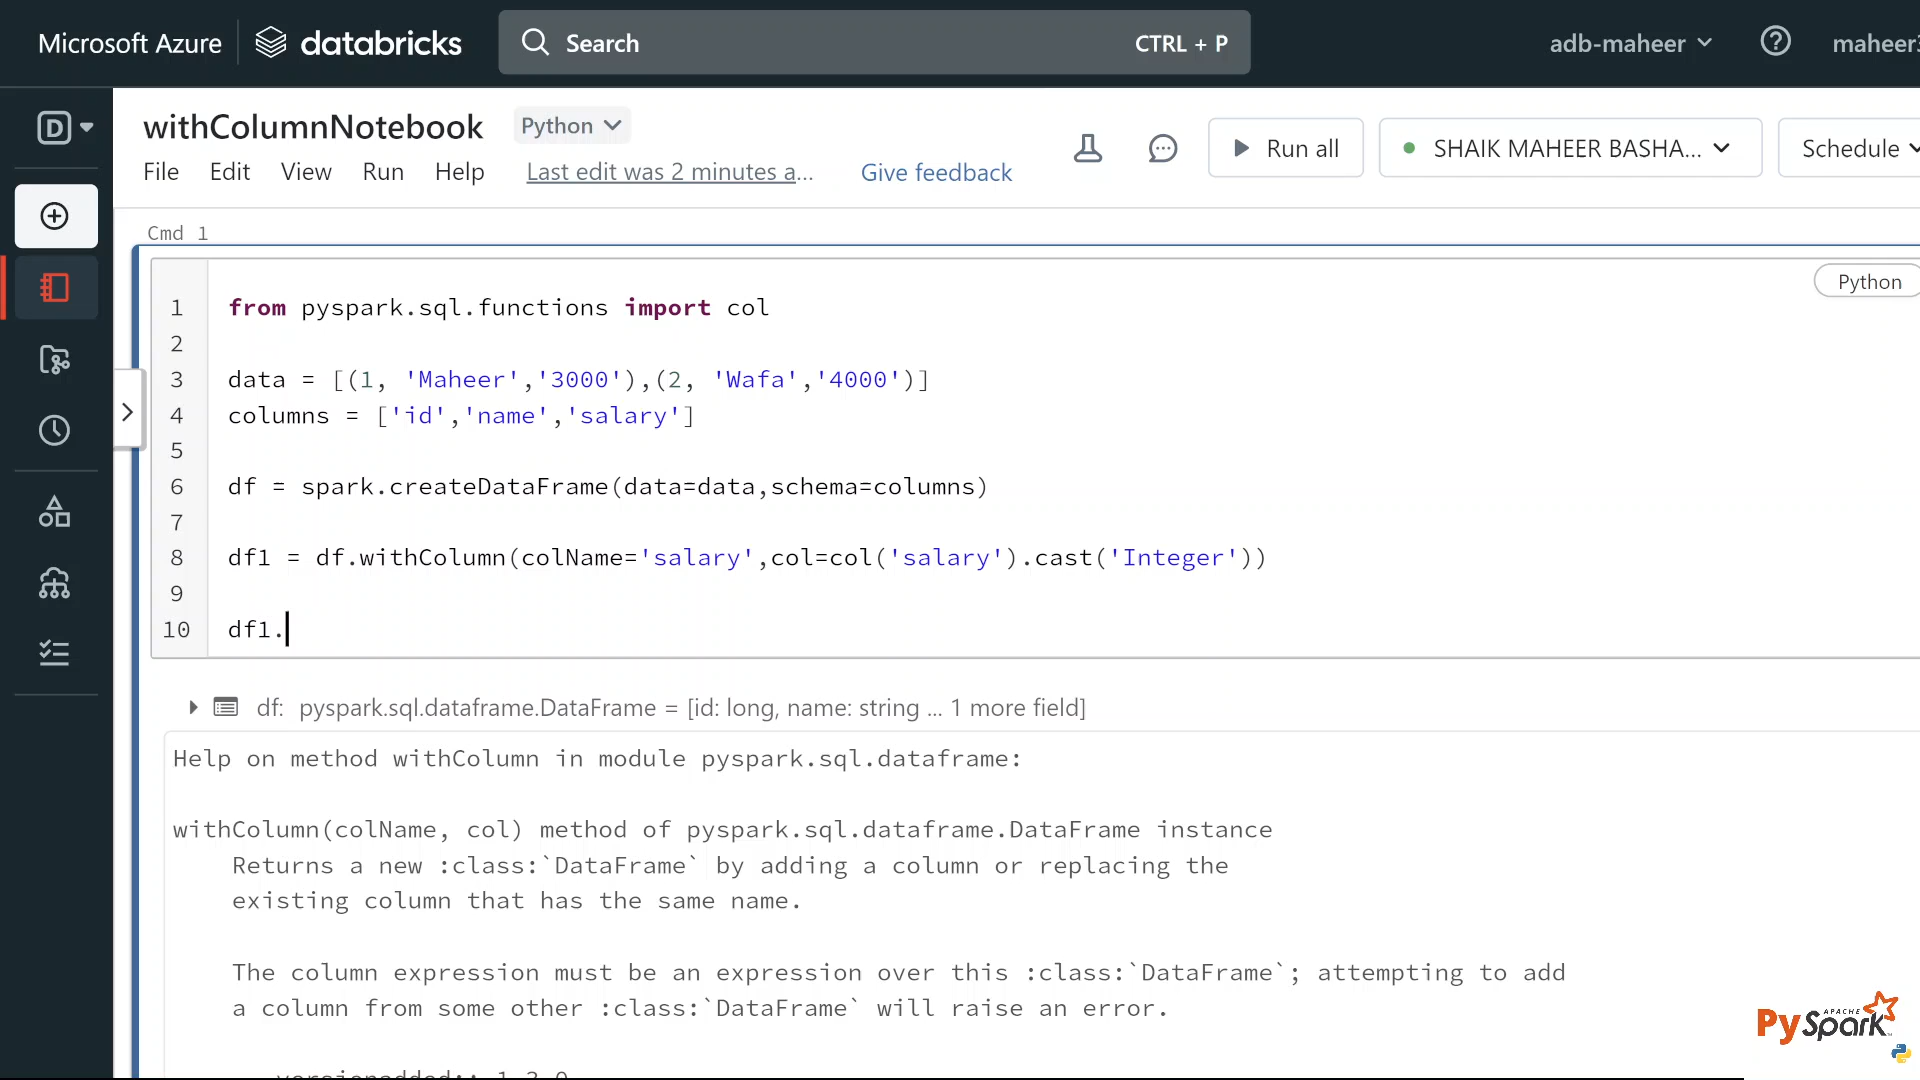 Microsoft Azure databricks Search CTRL + P adb-maheer maheer
D withColumnNotebook Python
File Edit View Run Help Last edit was 2 minutes a... Give feedback Run all SHAIK MAHEER BASHA... Schedule
Cmd 1
Python
1 from pyspark.sql.functions import col
2
3 data = [(1, 'Maheer','3000'),(2, 'Wafa','4000')]
4 columns = ['id','name','salary']
5
6 df = spark.createDataFrame(data=data,schema=columns)
7
8 df1 = df.withColumn(colName='salary',col=col('salary').cast('Integer'))
9
10 df1.
df: pyspark.sql.dataframe.DataFrame = [id: long, name: string ... 1 more field]
Help on method withColumn in module pyspark.sql.dataframe:
withColumn(colName, col) method of pyspark.sql.dataframe.DataFrame instance
Returns a new :class:`DataFrame` by adding a column or replacing the
existing column that has the same name.
The column expression must be an expression over this :class:`DataFrame`; attempting to add
a column from some other :class:`DataFrame` will raise an error.
APACHE
PySpark